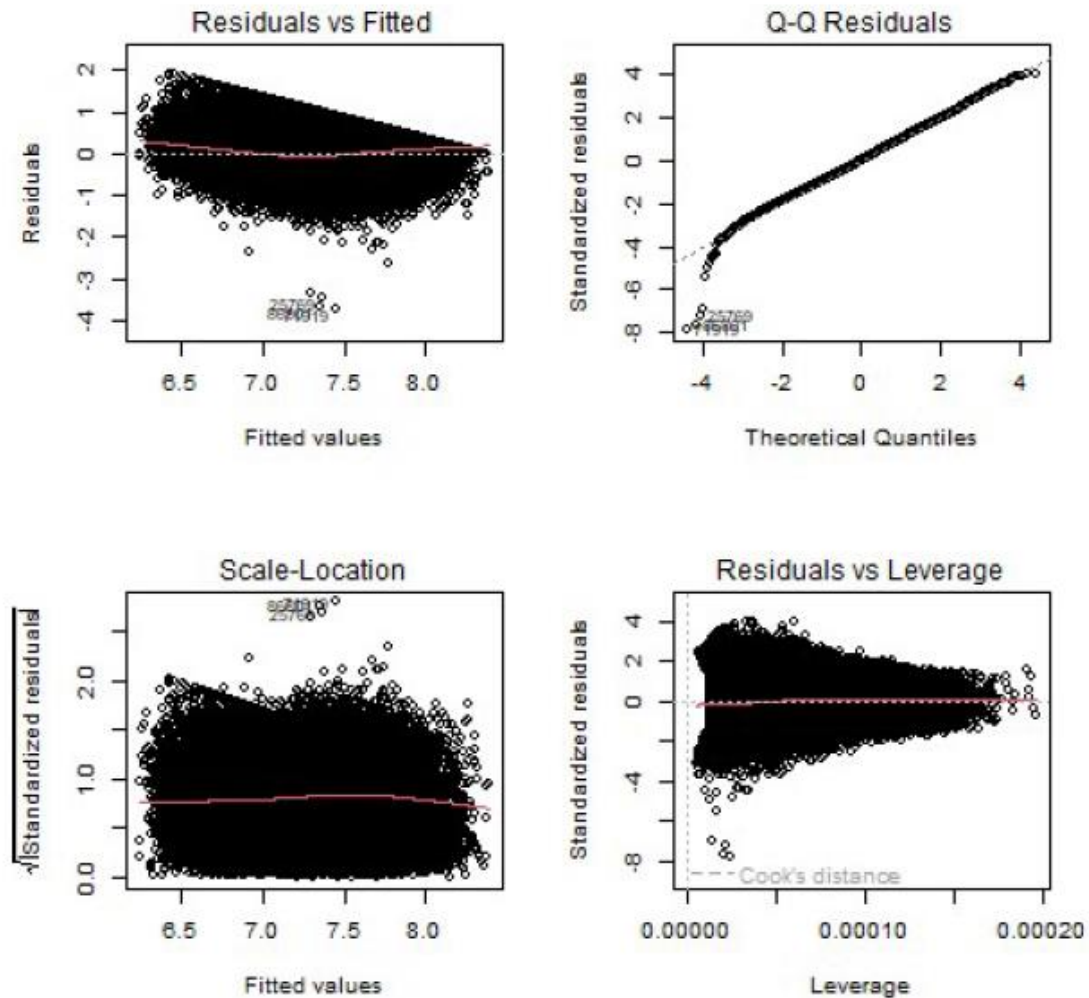 Residuals vs Fitted
Residuals
2
1
0
-1
-2
-3
-4
25769
6.5 7.0 7.5 8.0
Fitted values
Q-Q Residuals
Standardized residuals
4
2
0
-2
-4
-6
-8
25769
-4 -2 0 2 4
Theoretical Quantiles
Scale-Location
√|Standardized residuals|
2.0
1.0
0.0
6.5 7.0 7.5 8.0
Fitted values
Residuals vs Leverage
Standardized residuals
4
2
0
-4
-8
Cook's distance
0.00000 0.00010 0.00020
Leverage